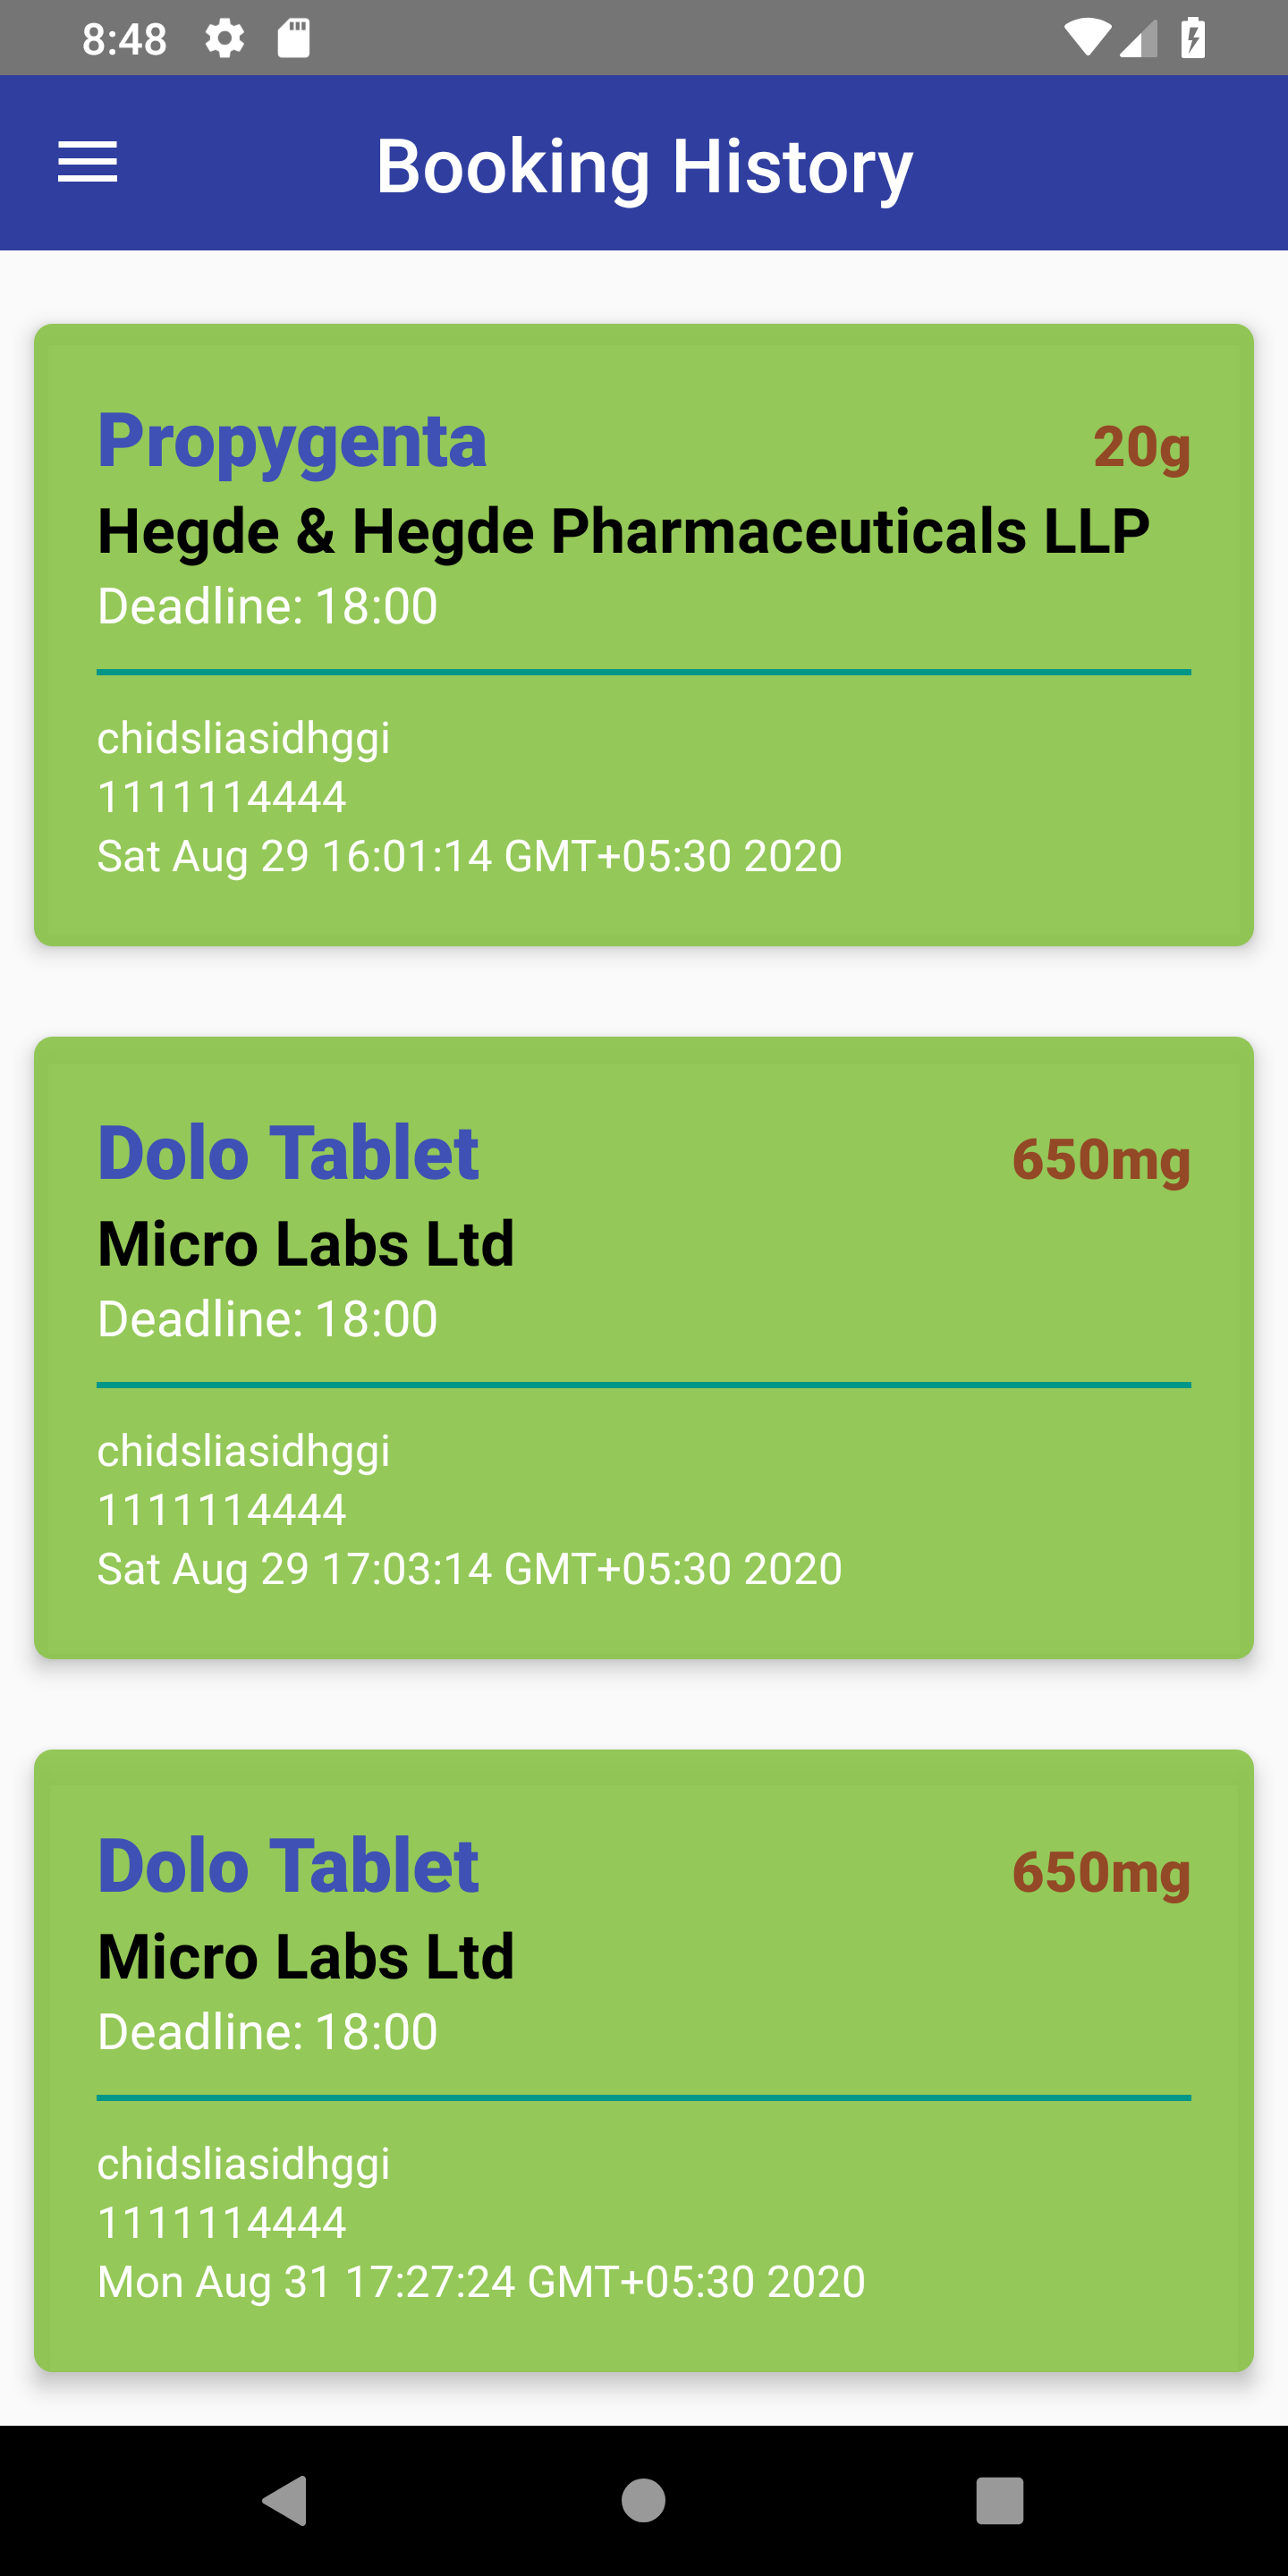 8:48
Booking History
Propygenta 20g
Hegde & Hegde Pharmaceuticals LLP
Deadline: 18:00
chidsliasidhggi
1111114444
Sat Aug 29 16:01:14 GMT+05:30 2020
Dolo Tablet 650mg
Micro Labs Ltd
Deadline: 18:00
chidsliasidhggi
1111114444
Sat Aug 29 17:03:14 GMT+05:30 2020
Dolo Tablet 650mg
Micro Labs Ltd
Deadline: 18:00
chidsliasidhggi
1111114444
Mon Aug 31 17:27:24 GMT+05:30 2020